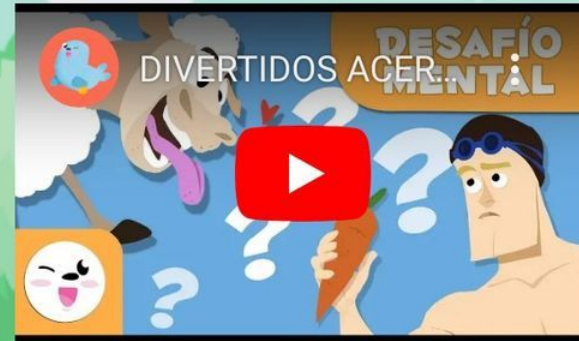 DIVERTIDOS ACER...
DESAFÍO
MENTAL
? ? ? ? ?